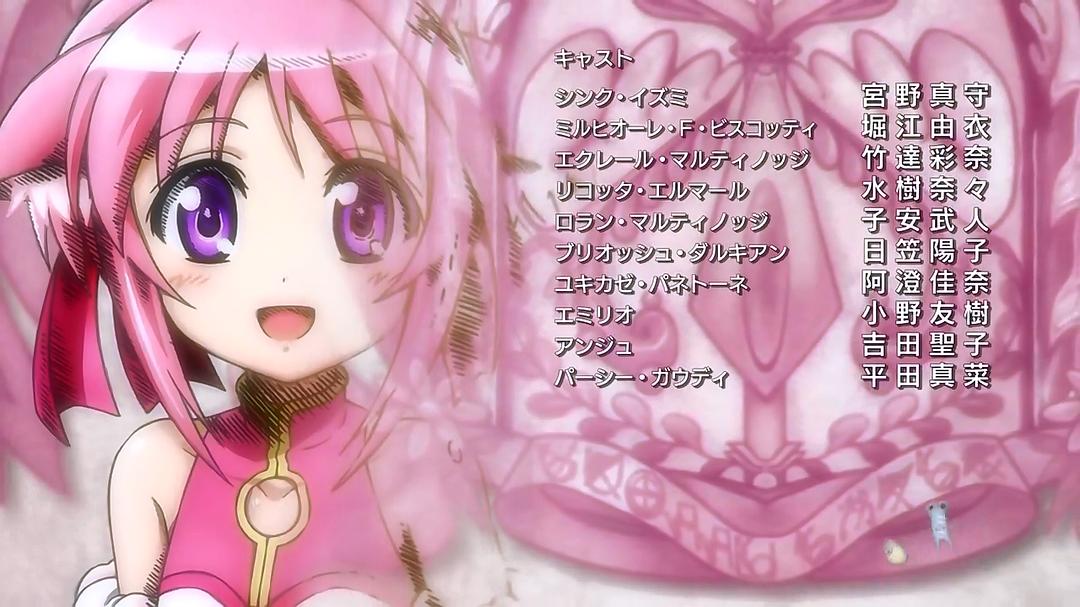 キャスト
シンク・イズミ 宮野真守
ミルヒオーレ・F・ビスコッティ 堀江由衣
エクレール・マルティノッジ 竹達彩奈
リコッタ・エルマール 水樹奈々
ロラン・マルティノッジ 子安武人
ブリオッシュ・ダルキアン 日笠陽子
ユキカゼ・パネトーネ 阿澄佳奈
エミリオ 小野友樹
アンジュ 吉田聖子
パーシー・ガウディ 平田真菜